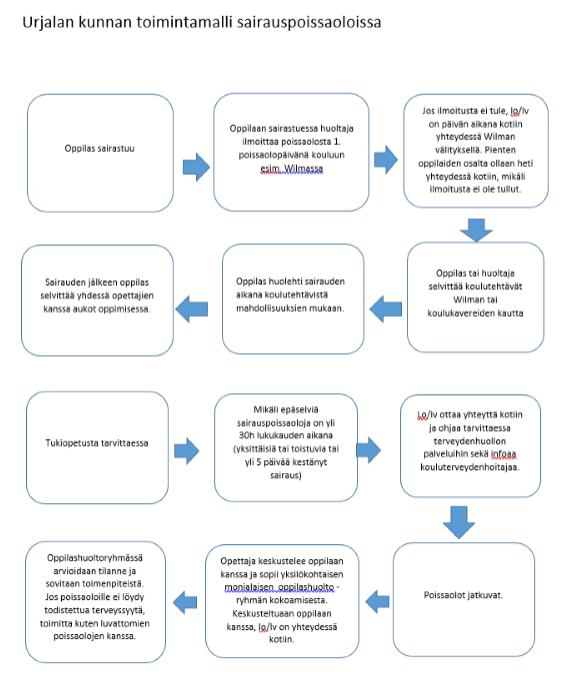 Urjalan kunnan toimintamalli sairauspoissaoloissa
Oppilas sairastuu
Oppilaan sairastuessa huoltaja
ilmoittaa poissaolosta 1.
poissaolopäivänä kouluun
esim. Wilmassa
Jos ilmoitusta ei tule, lo/lv
on päivän aikana kotiin
yhteydessä Wilman
välityksellä. Pienten
oppilaiden osalta ollaan heti
yhteydessä kotiin, mikäli
ilmoitusta ei ole tullut.
Oppilas tai huoltaja
selvittää koulutehtävät
Wilman tai
koulukavereiden kautta
Oppilas huolehti sairauden
aikana koulutehtävistä
mahdollisuuksien mukaan.
Sairauden jälkeen oppilas
selvittää yhdessä opettajien
kanssa aukot oppimisessa.
Tukiopetusta tarvittaessa
Mikäli epäselviä
sairauspoissaoloja on yli
30h lukukauden aikana
(yksittäisiä tai toistuvia tai
yli 5 päivää kestänyt
sairaus)
Lo/lv ottaa yhteyttä kotiin
ja ohjaa tarvittaessa
terveydenhuollon
palveluihin sekä infoaa
kouluterveydenhoitajaa.
Poissaolot jatkuvat.
Opettaja keskustelee oppilaan
kanssa ja sopii yksilökohtaisen
monialaisen oppilashuolto -
ryhmän kokoamisesta.
Keskusteltuaan oppilaan
kanssa, lo/lv on yhteydessä
kotiin.
Oppilashuoltoryhmässä
arvioidaan tilanne ja
sovitaan toimenpiteistä.
Jos poissaoloille ei löydy
todistettua terveyssyytä,
toimitta kuten luvattomien
poissaolojen kanssa.